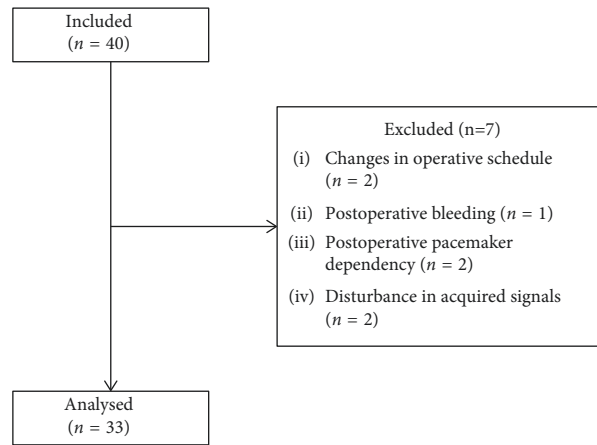 Included
(n = 40)
Excluded (n=7)
(i) Changes in operative schedule
(n = 2)
(ii) Postoperative bleeding (n = 1)
(iii) Postoperative pacemaker
dependency (n = 2)
(iv) Disturbance in acquired signals
(n = 2)
Analysed
(n = 33)